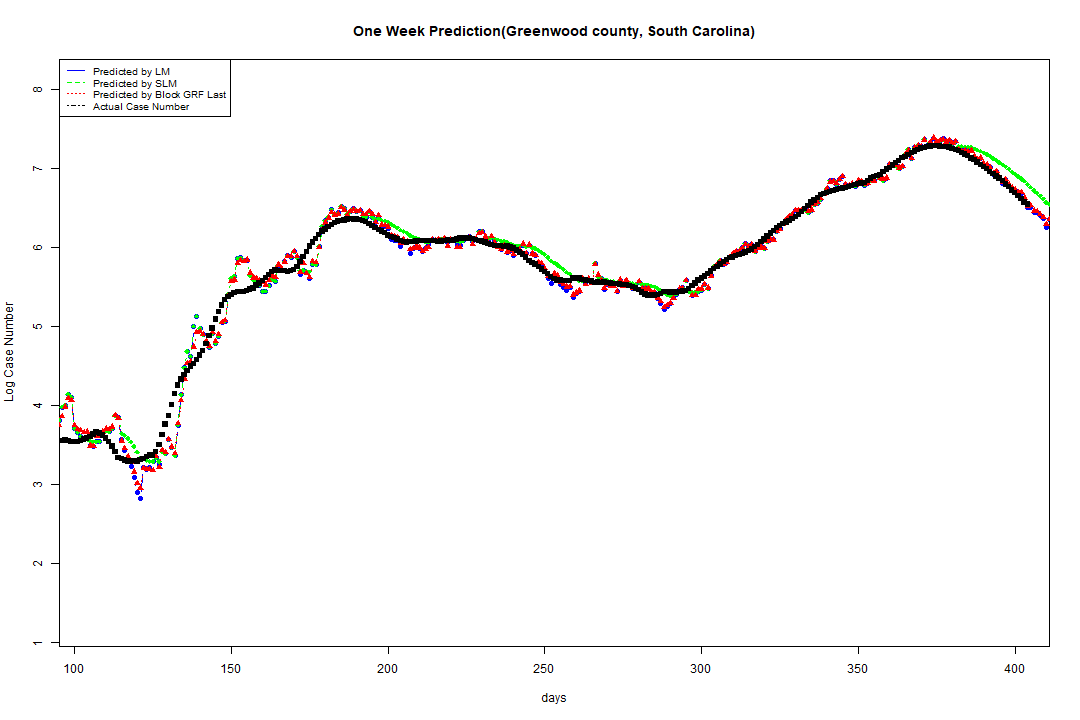 One Week Prediction(Greenwood county, South Carolina)
Predicted by LM
Predicted by SLM
Predicted by Block GRF Last
Actual Case Number
8
7
6
5
4
3
2
1
Log Case Number
100 150 200 250 300 350 400
days